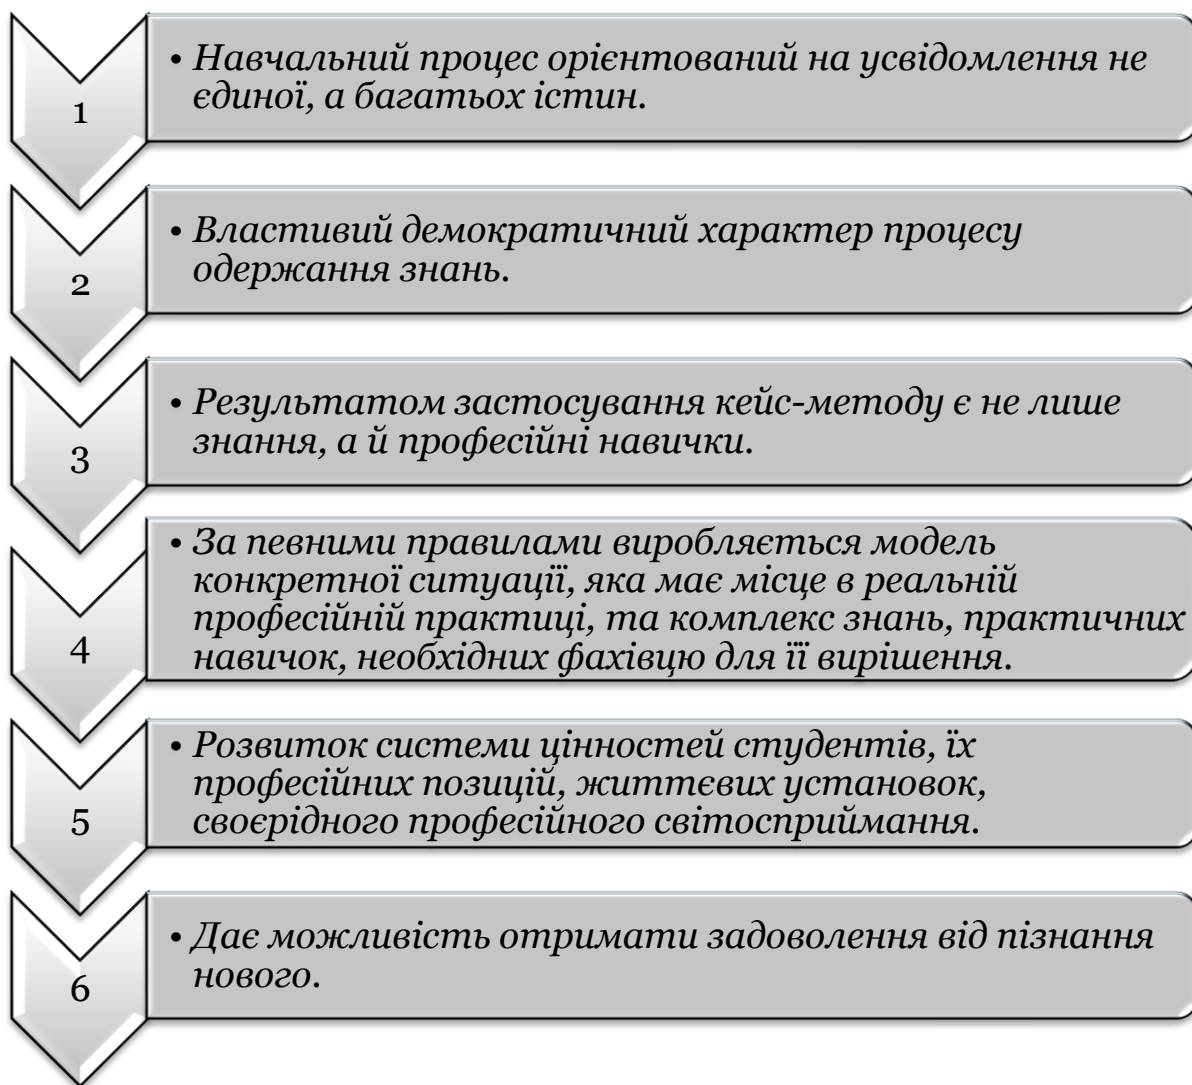 1
• Навчальний процес орієнтований на усвідомлення не
єдиної, а багатьох істин.
2
• Властивий демократичний характер процесу
одержання знань.
3
• Результатом застосування кейс-методу є не лише
знання, а й професійні навички.
4
• За певними правилами виробляється модель
конкретної ситуації, яка має місце в реальній
професійній практиці, та комплекс знань, практичних
навичок, необхідних фахівцю для її вирішення.
5
• Розвиток системи цінностей студентів, їх
професійних позицій, життєвих установок,
своєрідного професійного світосприймання.
6
• Дає можливість отримати задоволення від пізнання
нового.